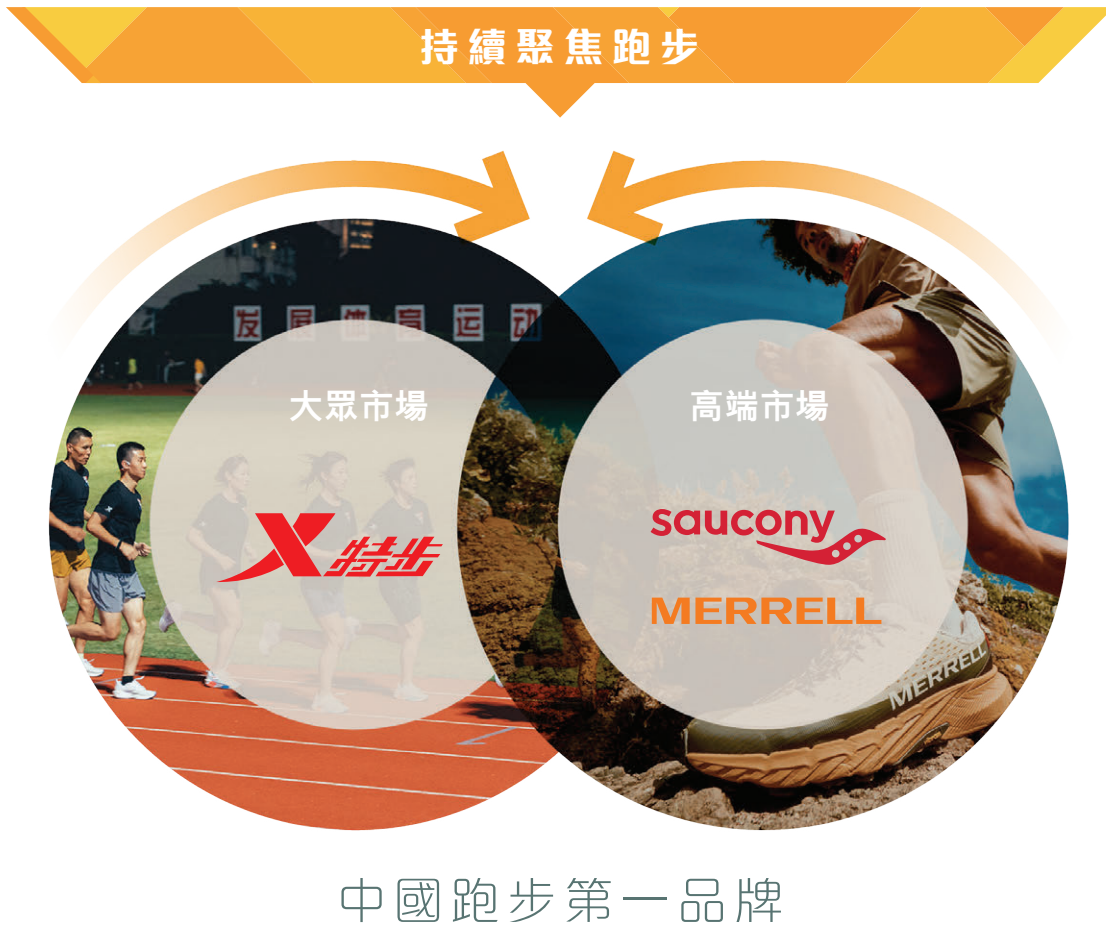 持續聚焦跑步
发展体育运动
大眾市場
高端市場
X特步
saucony
MERRELL
MERRELL
中國跑步第一品牌